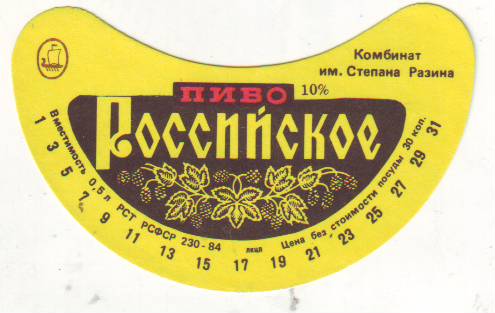 Комбинат
им. Степана Разина
ПИВО 10%
Российское
Вместимость 0,5 л РСТ РСФСР 230-84 лица Цена без стоимости посуды 30 коп.
1 3 5 7 9 11 13 15 17 19 21 23 25 27 29 31